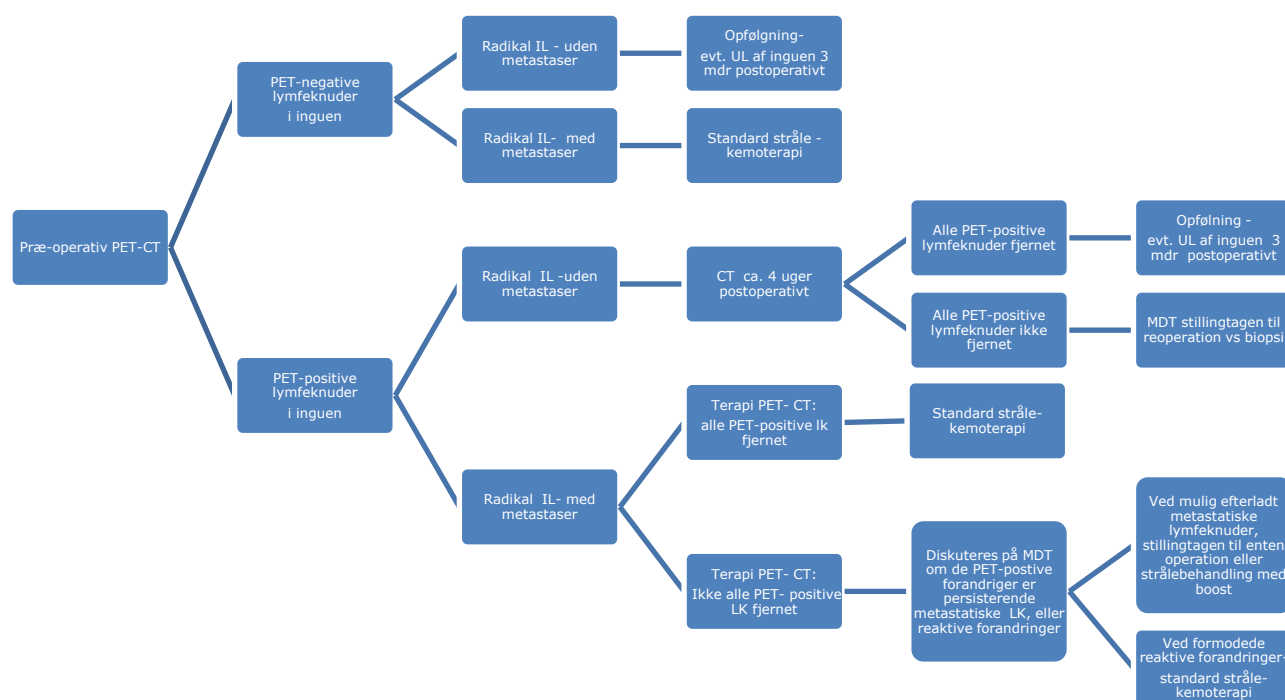 Præ-operativ PET-CT
PET-negative
lymfeknuder
i inguen
Radikal IL - uden
metastaser
Opfølgning-
evt. UL af inguen 3
mdr postoperativt
Radikal IL-  med
metastaser
Standard stråle -
kemoterapi
PET-positive
lymfeknuder
i inguen
Radikal  IL -uden
metastaser
CT  ca. 4 uger
postoperativt
Alle PET-positive
lymfeknuder fjernet
Opfølning -
evt. UL af inguen  3
mdr  postoperativt
Alle PET-positive
lymfeknuder ikke
fjernet
MDT stillingtagen til
reoperation vs biopsi
Radikal  IL- med
metastaser
Terapi PET- CT:
alle PET-positive lk
fjernet
Standard stråle-
kemoterapi
Terapi PET- CT:
Ikke alle PET- positive
LK fjernet
Diskuteres på MDT
om de PET-postive
forandriger er
persisterende
metastatiske  LK, eller
reaktive forandringer
Ved mulig efterladt
metastatiske
lymfeknuder,
stillingtagen til enten
operation eller
strålebehandling med
boost
Ved formodede
reaktive forandringer-
standard stråle-
kemoterapi